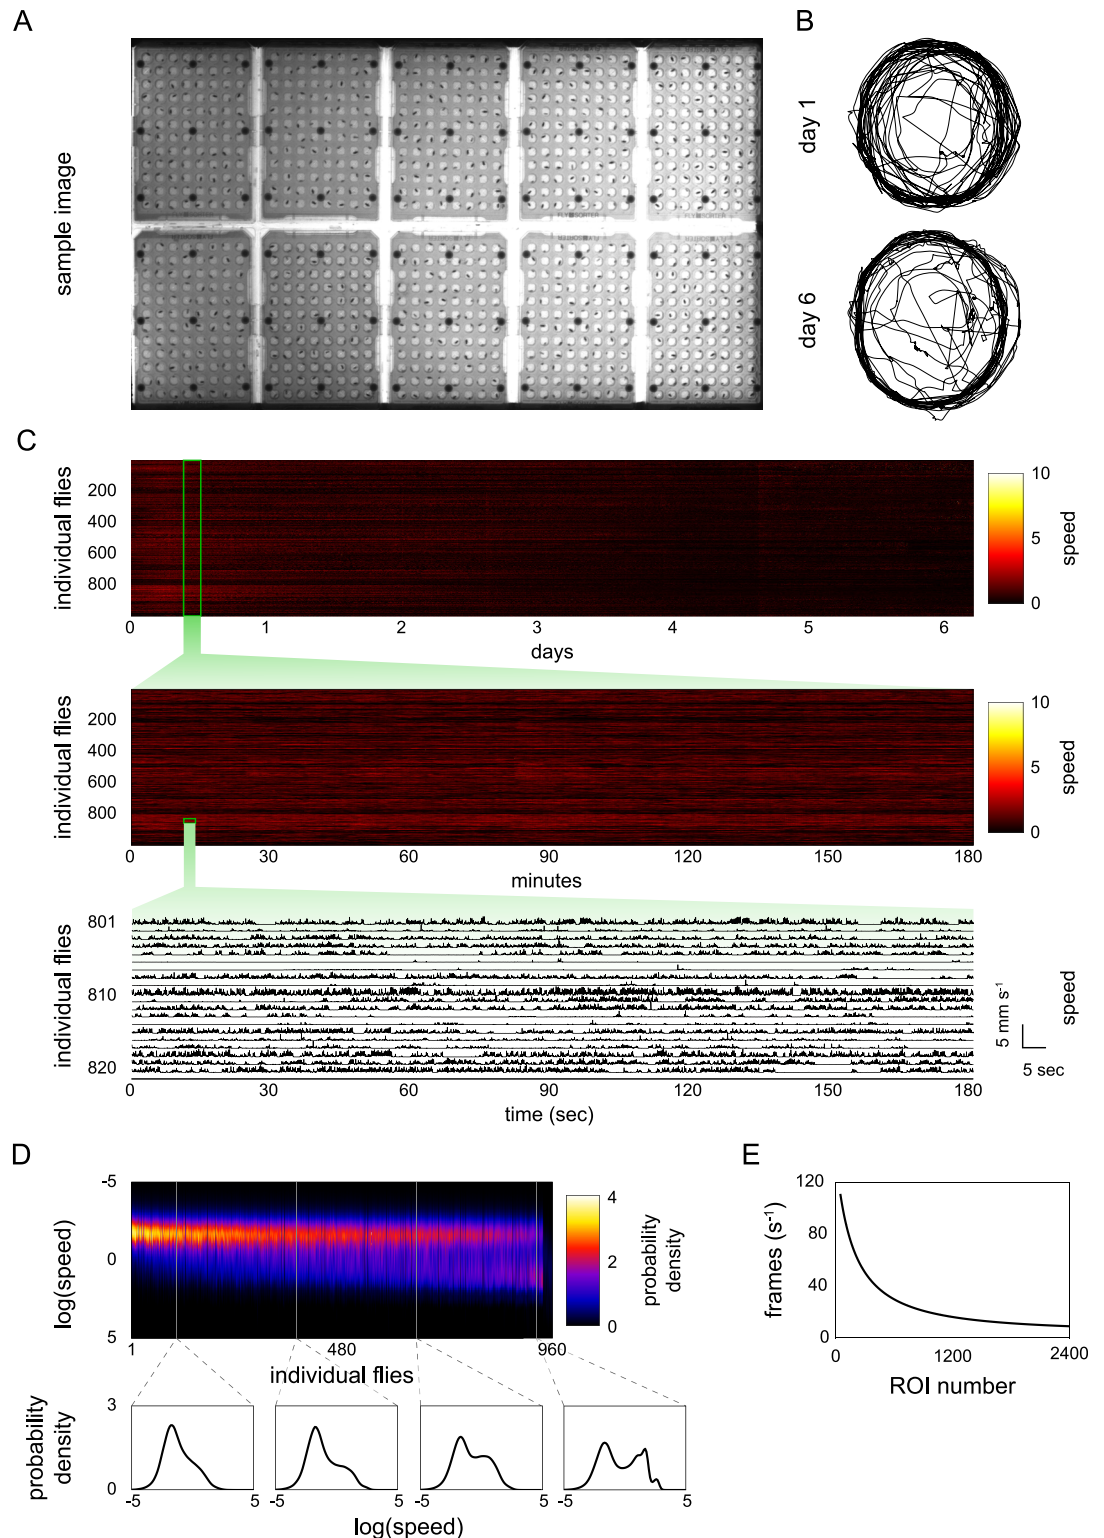 A
B
sample image
day 1
day 6
FLY SORTER
FLY SORTER
C
individual flies
200
400
600
800
0 1 2 3 4 5 6
days
10
5
0
speed
individual flies
200
400
600
800
0 30 60 90 120 150 180
minutes
10
5
0
speed
individual flies
801
810
820
0 30 60 90 120 150 180
time (sec)
5 mm s⁻¹
speed
5 sec
D
log(speed)
-5
0
5
1 480 960
individual flies
4
2
0
probability
density
probability
density
3
0
-5 5 -5 5 -5 5 -5 5
log(speed)
E
frames (s⁻¹)
120
80
40
0
0 1200 2400
ROI number